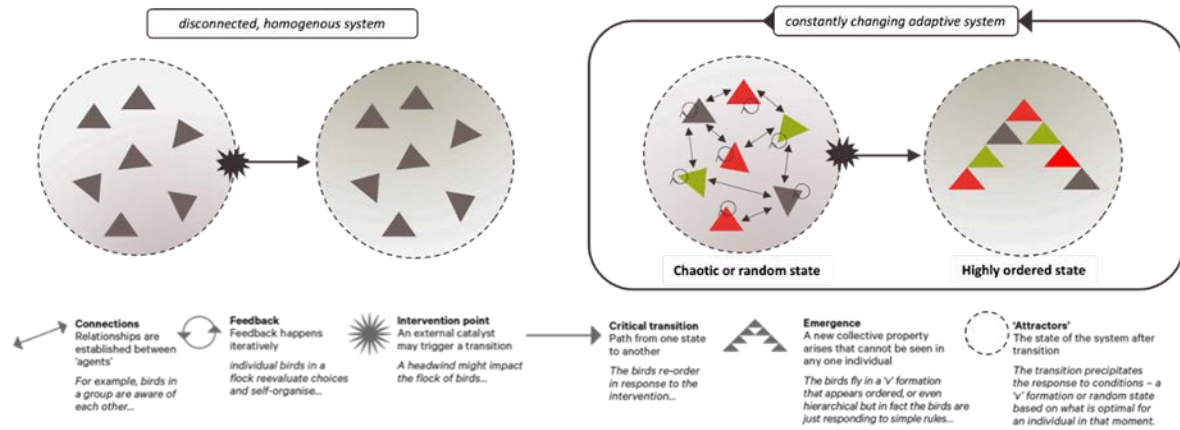 disconnected, homogenous system
constantly changing adaptive system
Chaotic or random state
Highly ordered state
Connections
Relationships are
established between
'agents'
For example, birds in
a group are aware of
each other...
Feedback
Feedback happens
iteratively
individual birds in a
flock reevaluate choices
and self-organise...
Intervention point
An external catalyst
may trigger a transition
A headwind might impact
the flock of birds...
Critical transition
Path from one state
to another
The birds re-order
in response to the
intervention...
Emergence
A new collective property
arises that cannot be seen in
any one individual
The birds fly in a 'v' formation
that appears ordered, or even
hierarchical but in fact the birds are
just responding to simple rules...
'Attractors'
The state of the system after
transition
The transition precipitates
the response to conditions – a
'v' formation or random state
based on what is optimal for
an individual in that moment.